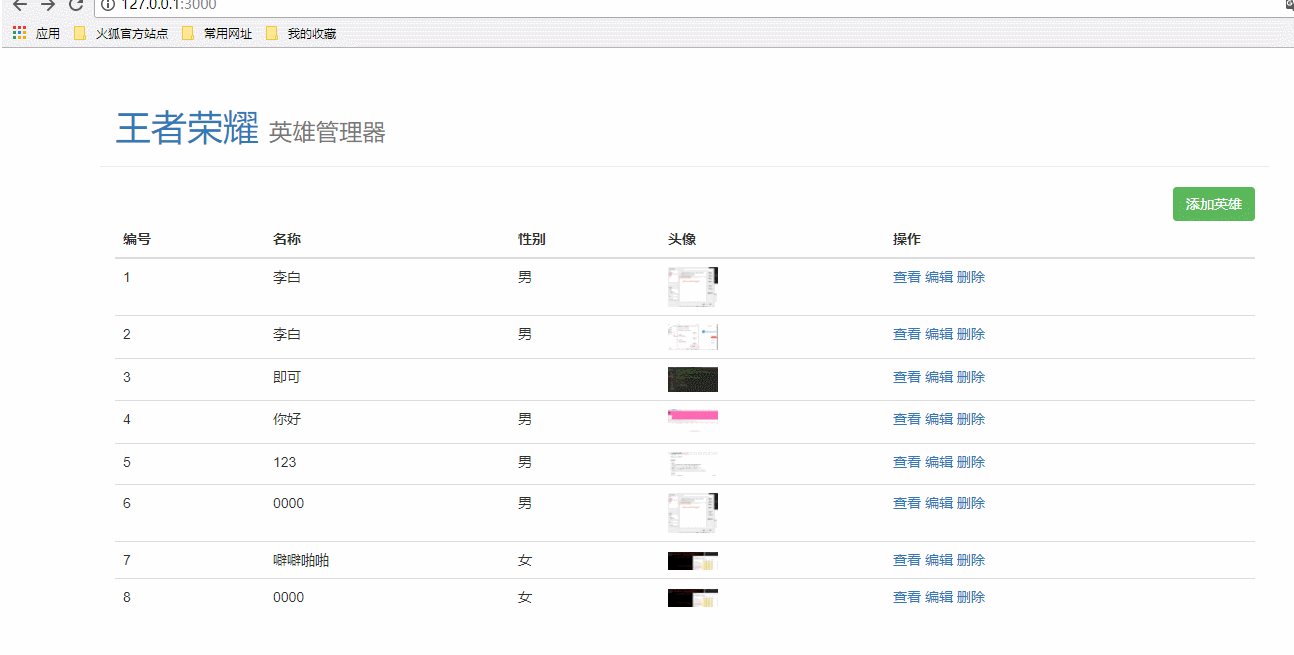 127.0.0.1:3000
应用 火狐官方站点 常用网址 我的收藏
王者荣耀 英雄管理器
添加英雄
编号 名称 性别 头像 操作
1 李白 男 查看 编辑 删除
2 李白 男 查看 编辑 删除
3 即可 查看 编辑 删除
4 你好 男 查看 编辑 删除
5 123 男 查看 编辑 删除
6 0000 男 查看 编辑 删除
7 噼噼啪啪 女 查看 编辑 删除
8 0000 女 查看 编辑 删除